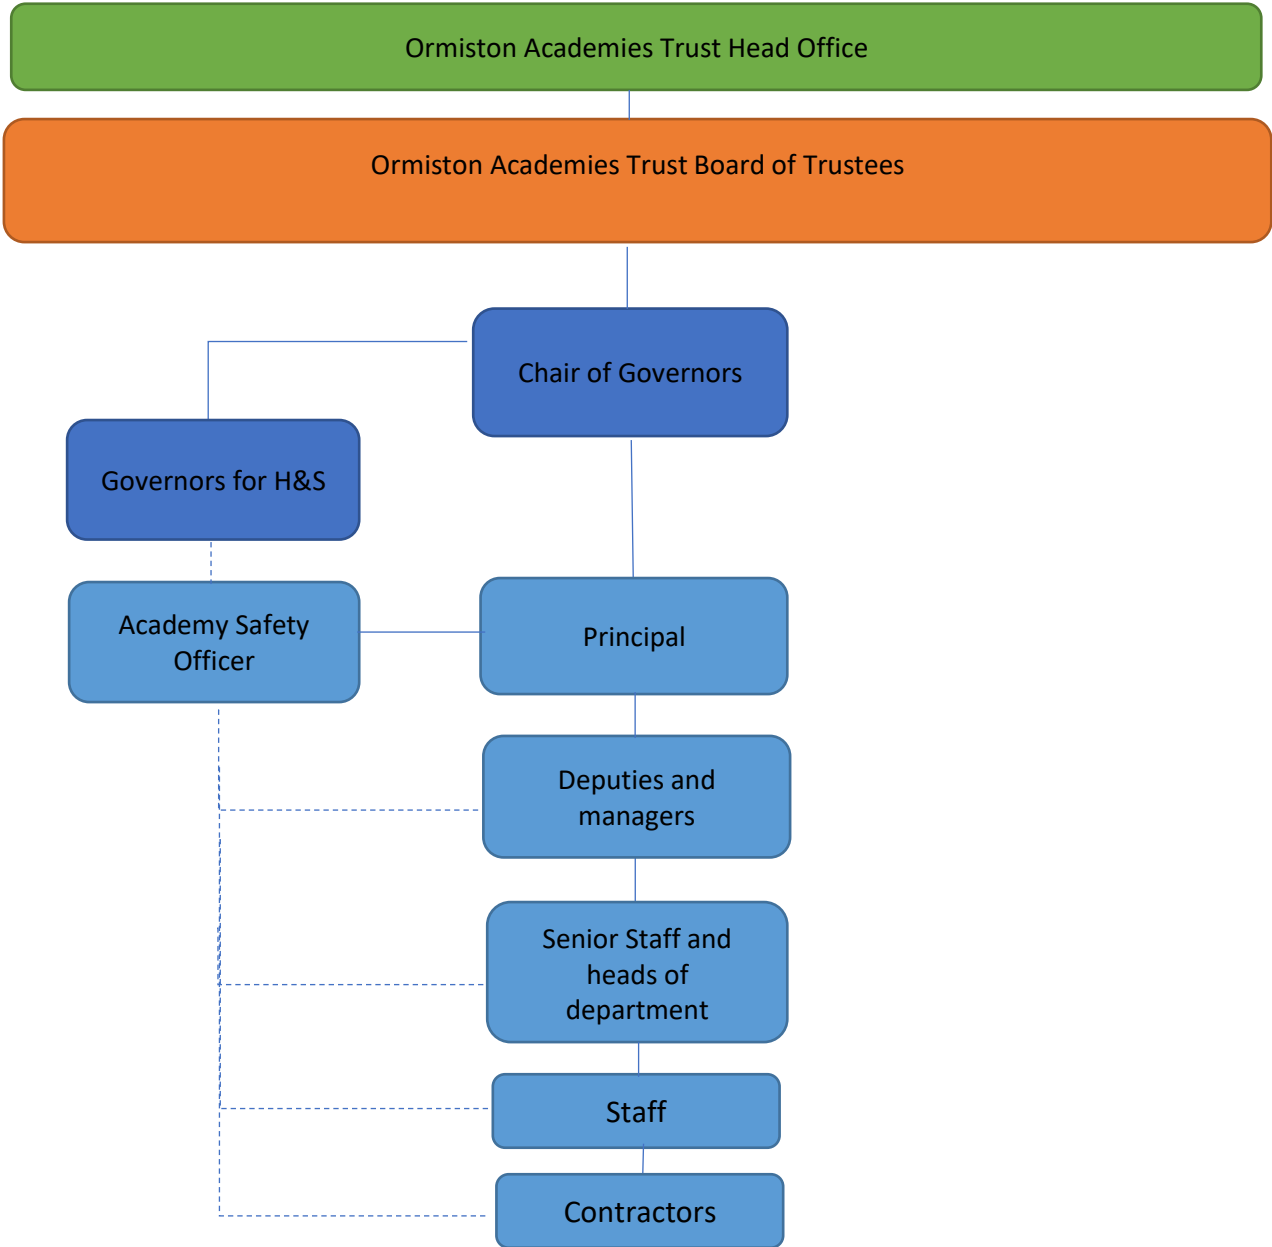 Ormiston Academies Trust Head Office
Ormiston Academies Trust Board of Trustees
Chair of Governors
Governors for H&S
Academy Safety
Officer
Principal
Deputies and
managers
Senior Staff and
heads of
department
Staff
Contractors